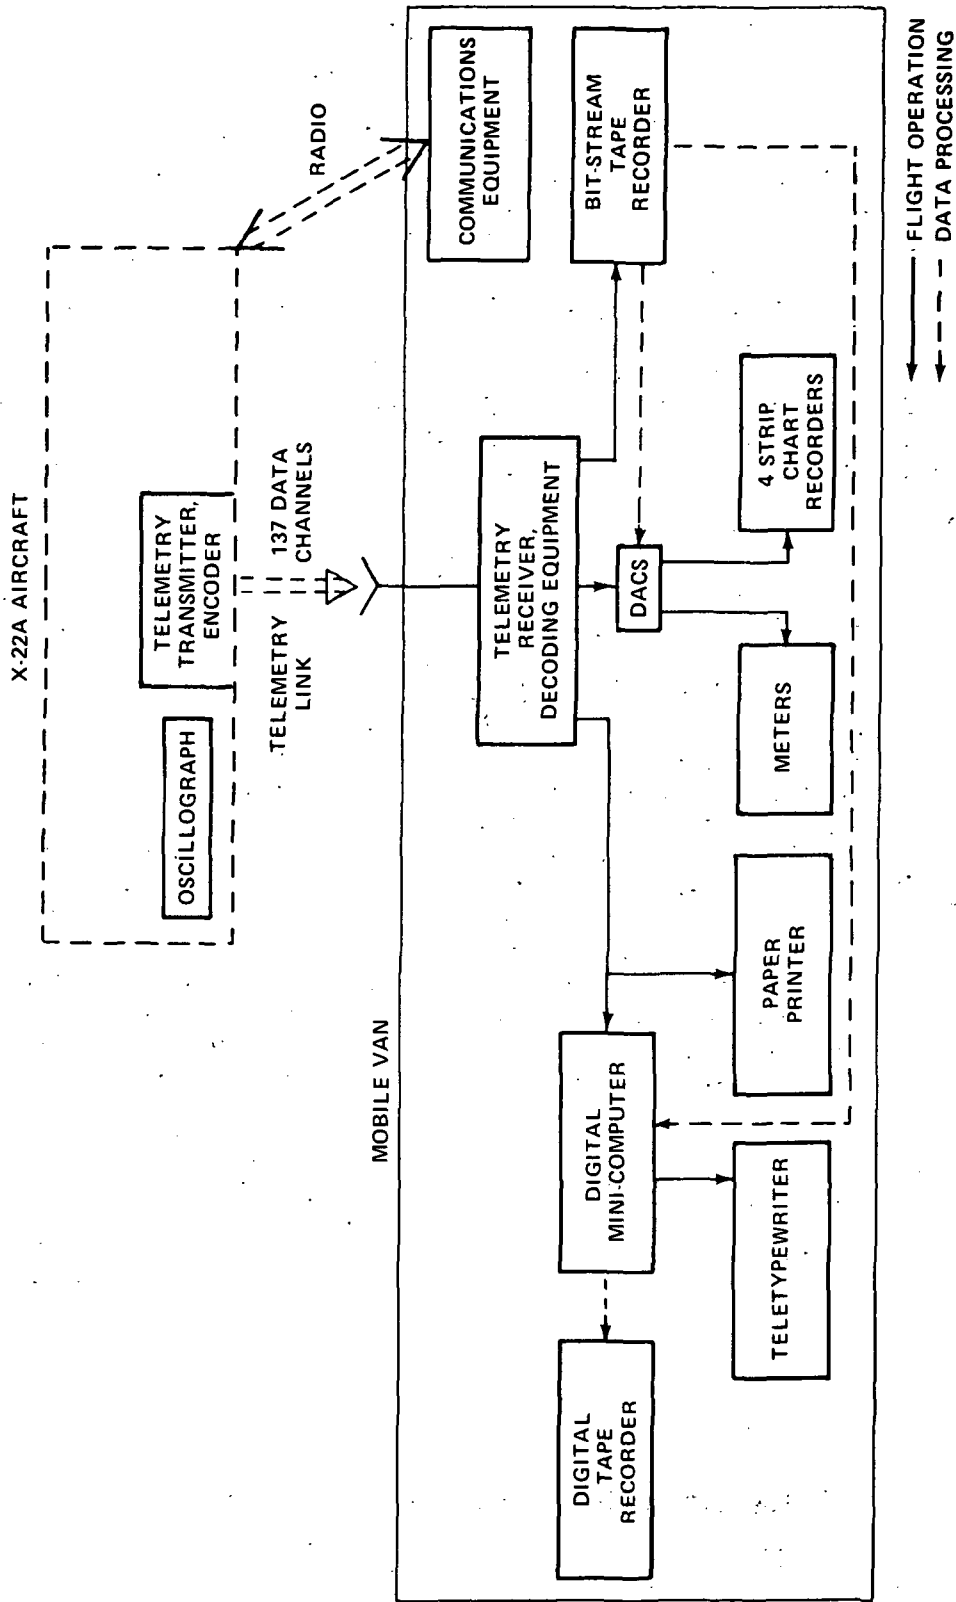 X-22A AIRCRAFT
OSCILLOGRAPH
TELEMETRY
TRANSMITTER,
ENCODER
RADIO
TELEMETRY
LINK
137 DATA
CHANNELS
MOBILE VAN
COMMUNICATIONS
EQUIPMENT
TELEMETRY
RECEIVER,
DECODING EQUIPMENT
BIT-STREAM
TAPE
RECORDER
DIGITAL
TAPE
RECORDER
DIGITAL
MINI-COMPUTER
DACS
TELETYPEWRITER
PAPER
PRINTER
METERS
4 STRIP
CHART
RECORDERS
FLIGHT OPERATION
DATA PROCESSING